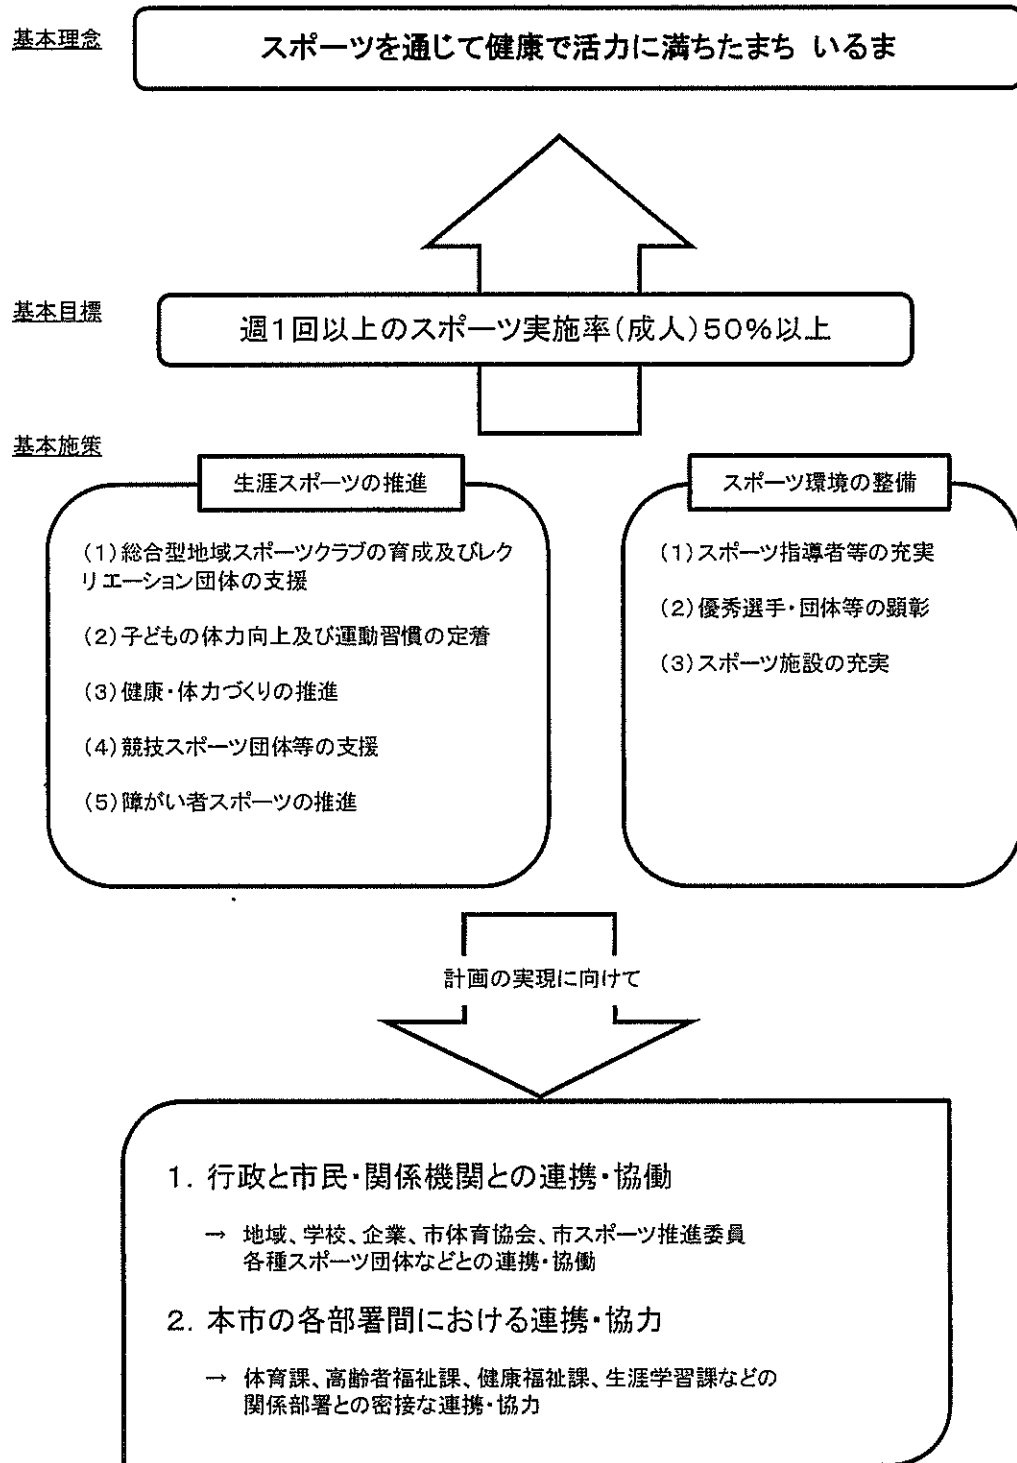 基本理念
スポーツを通じて健康で活力に満ちたまち いるま
基本目標
週1回以上のスポーツ実施率(成人)50%以上
基本施策
生涯スポーツの推進
(1)総合型地域スポーツクラブの育成及びレク
リエーション団体の支援
(2)子どもの体力向上及び運動習慣の定着
(3)健康・体力づくりの推進
(4)競技スポーツ団体等の支援
(5)障がい者スポーツの推進
スポーツ環境の整備
(1)スポーツ指導者等の充実
(2)優秀選手・団体等の顕彰
(3)スポーツ施設の充実
計画の実現に向けて
1. 行政と市民・関係機関との連携・協働
→ 地域、学校、企業、市体育協会、市スポーツ推進委員
各種スポーツ団体などとの連携・協働
2. 本市の各部署間における連携・協力
→ 体育課、高齢者福祉課、健康福祉課、生涯学習課などの
関係部署との密接な連携・協力